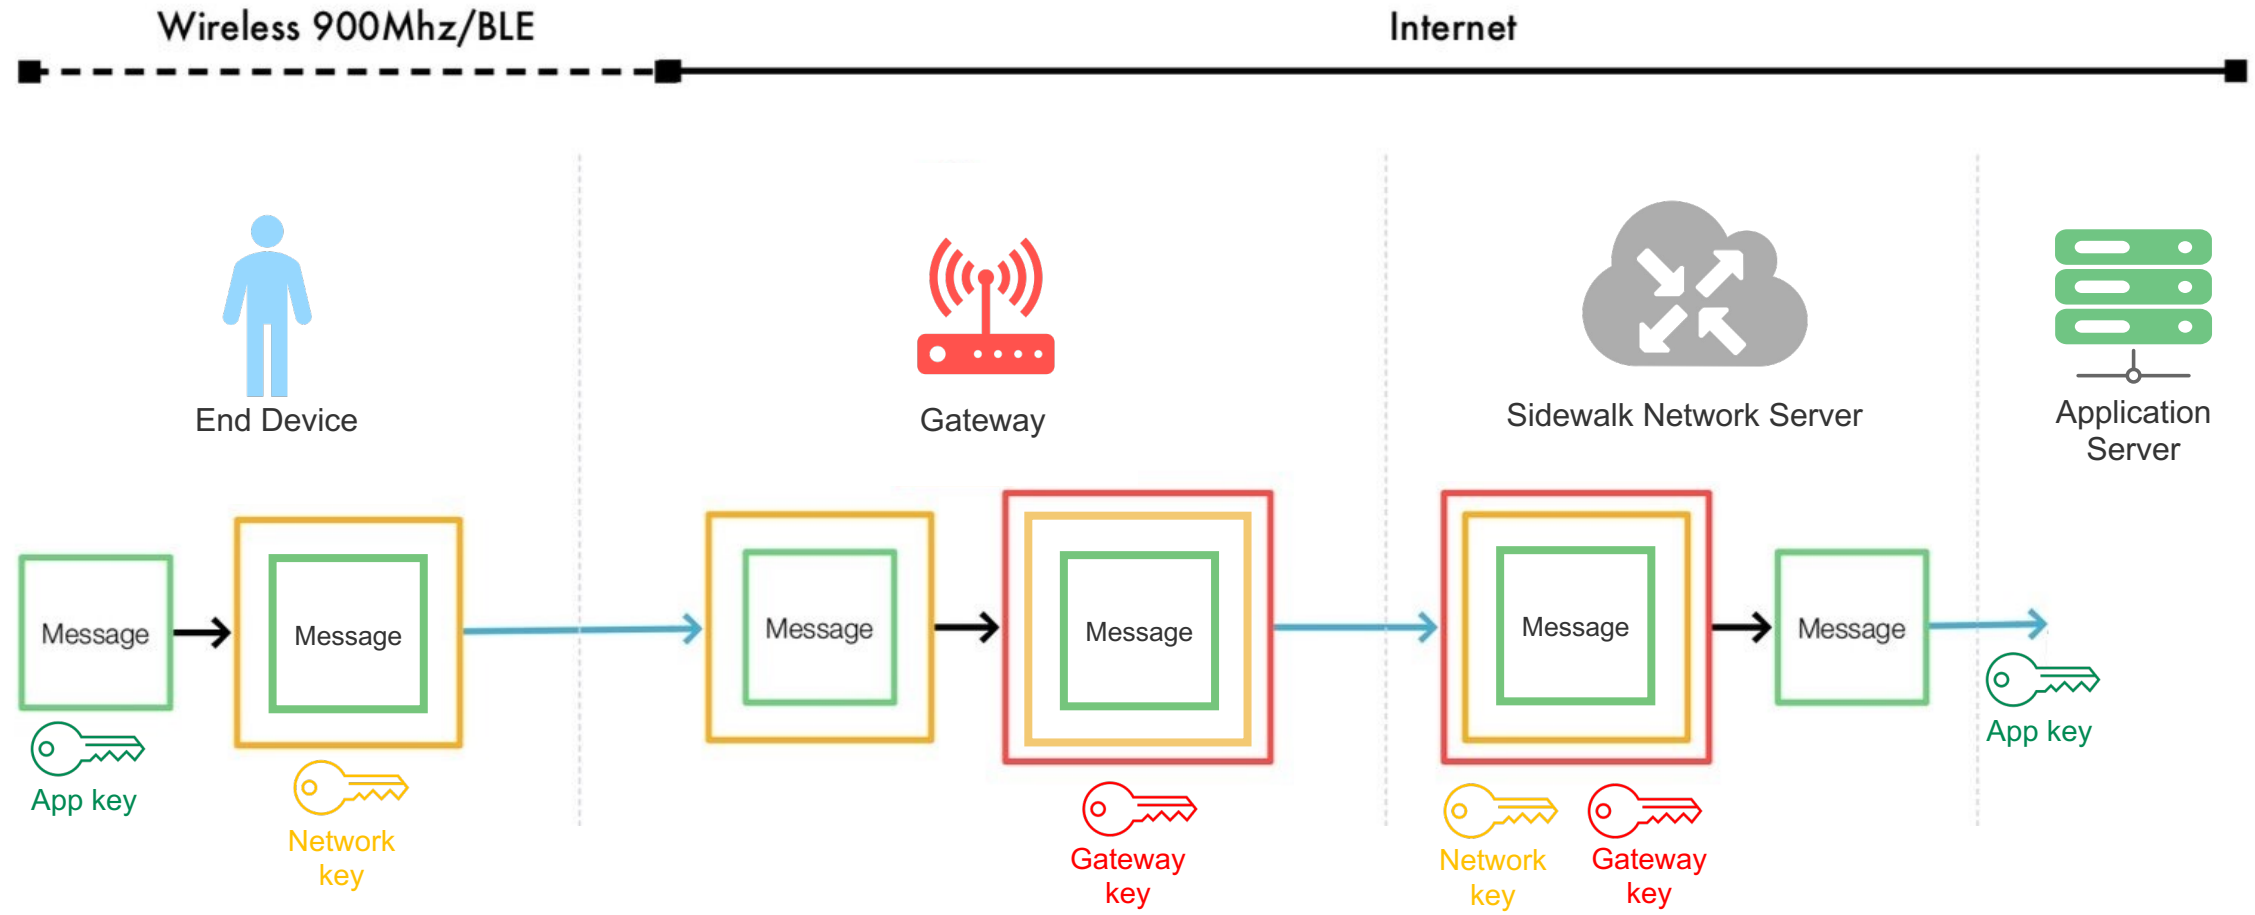 Wireless 900Mhz/BLE
Internet
End Device
Gateway
Sidewalk Network Server
Application
Server
Message
Message
Message
Message
Message
Message
App key
Network
key
Gateway
key
Network
key
Gateway
key
App key